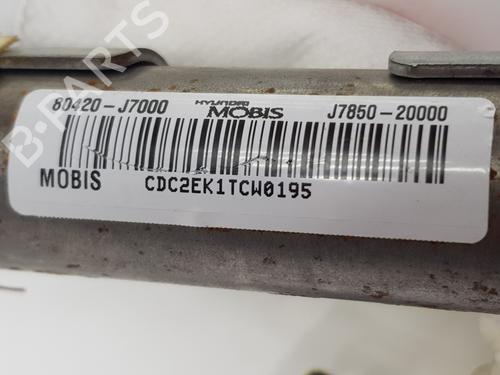 80420-J7000 HYUNDAI MOBIS J7850-20000
MOBIS CDC2EK1TCW0195
B-PARTS